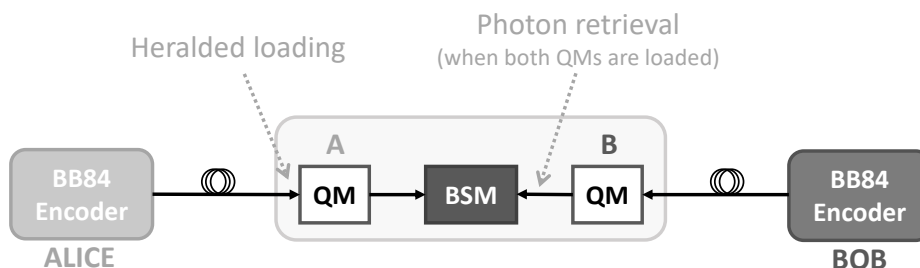 Photon retrieval
(when both QMs are loaded)
Heralded loading
A
B
BB84
Encoder
QM
BSM
QM
BB84
Encoder
ALICE
BOB